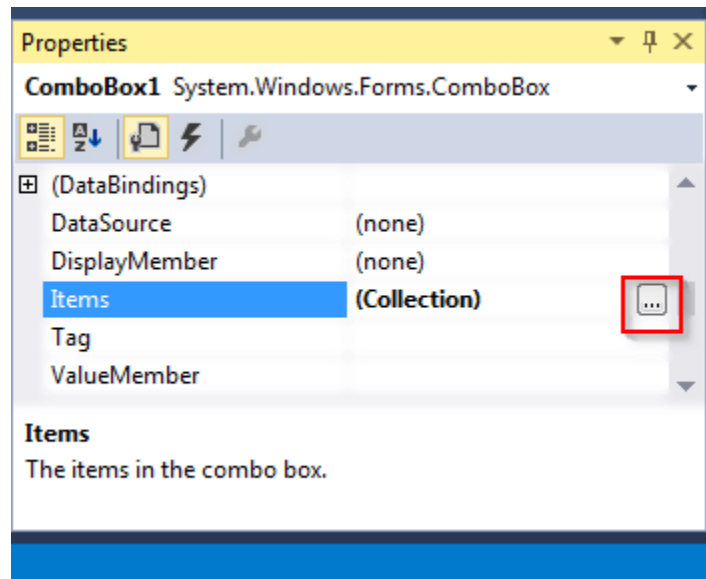 Properties
ComboBox1 System.Windows.Forms.ComboBox
(DataBindings)
DataSource (none)
DisplayMember (none)
Items (Collection) ...
Tag
ValueMember
Items
The items in the combo box.